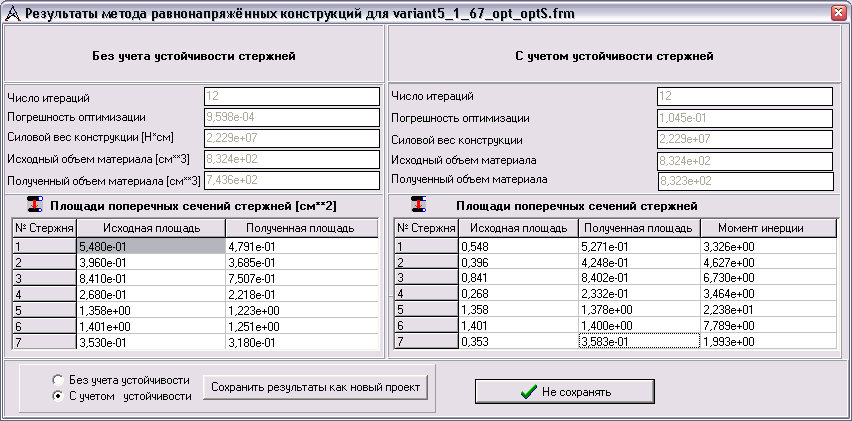 Результаты метода равнонапряжённых конструкций для variant5_1_67_opt_optS.frm
Без учета устойчивости стержней
Число итераций 12
Погрешность оптимизации 9,598e-04
Силовой вес конструкции [Н*см] 2,229e+07
Исходный объем материала [см**3] 8,324e+02
Полученный объем материала [см**3] 7,436e+02
Площади поперечных сечений стержней [см**2]
№ Стержня Исходная площадь Полученная площадь
1 5,480e-01 4,791e-01
2 3,960e-01 3,685e-01
3 8,410e-01 7,507e-01
4 2,680e-01 2,218e-01
5 1,358e+00 1,223e+00
6 1,401e+00 1,251e+00
7 3,530e-01 3,180e-01
С учетом устойчивости стержней
Число итераций 12
Погрешность оптимизации 1,045e-01
Силовой вес конструкции 2,229e+07
Исходный объем материала 8,324e+02
Полученный объем материала 8,323e+02
Площади поперечных сечений стержней
№ Стержня Исходная площадь Полученная площадь Момент инерции
1 0,548 5,271e-01 3,326e+00
2 0,396 4,248e-01 4,627e+00
3 0,841 8,402e-01 6,730e+00
4 0,268 2,332e-01 3,464e+00
5 1,358 1,378e+00 2,238e+01
6 1,401 1,400e+00 7,789e+01
7 0,353 3,583e-01 1,993e+00
Без учета устойчивости
С учетом устойчивости
Сохранить результаты как новый проект
Не сохранять